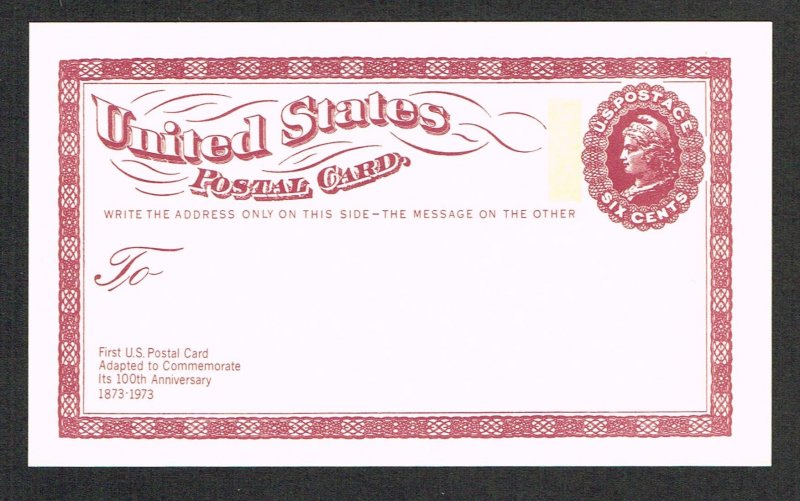 United States
POSTAL CARD.
U.S. POSTAGE
SIX CENTS
WRITE THE ADDRESS ONLY ON THIS SIDE–THE MESSAGE ON THE OTHER
To
First U.S. Postal Card
Adapted to Commemorate
Its 100th Anniversary
1873·1973